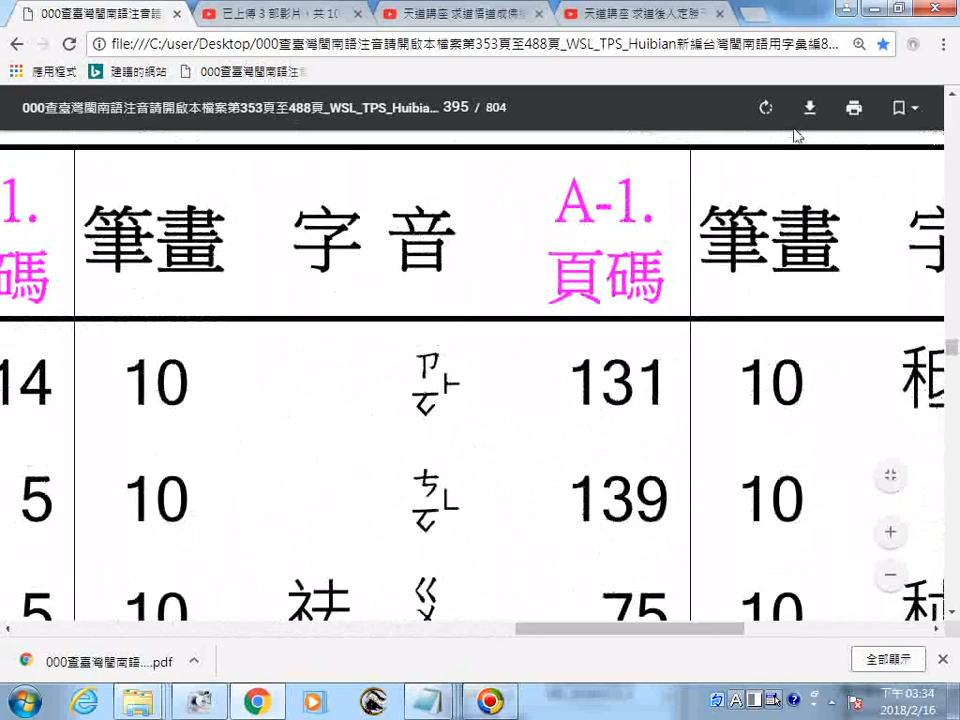 000查臺灣閩南語注音
已上傳 3 部影片，共 10
天道講座 求道悟道成佛
天道講座 求道後人定勝
file:///C:/user/Desktop/000查臺灣閩南語注音請開啟本檔案第353頁至488頁_WSL_TPS_Huibian新編台灣閩南語用字彙編8...
應用程式
建議的網站
000查臺灣閩南語注音
000查臺灣閩南語注音請開啟本檔案第353頁至488頁_WSL_TPS_Huibia... 395 / 804
1. 筆畫 字 音 A-1. 筆畫 字
碼 頁碼
14 10 ㄗㄛ⊦ 131 10
5 10 ㄘㄛ∟ 139 10
5 10 祛 ㄍㄨ 75 10
000查臺灣閩南語....pdf
全部顯示
下午 03:34
2018/2/16